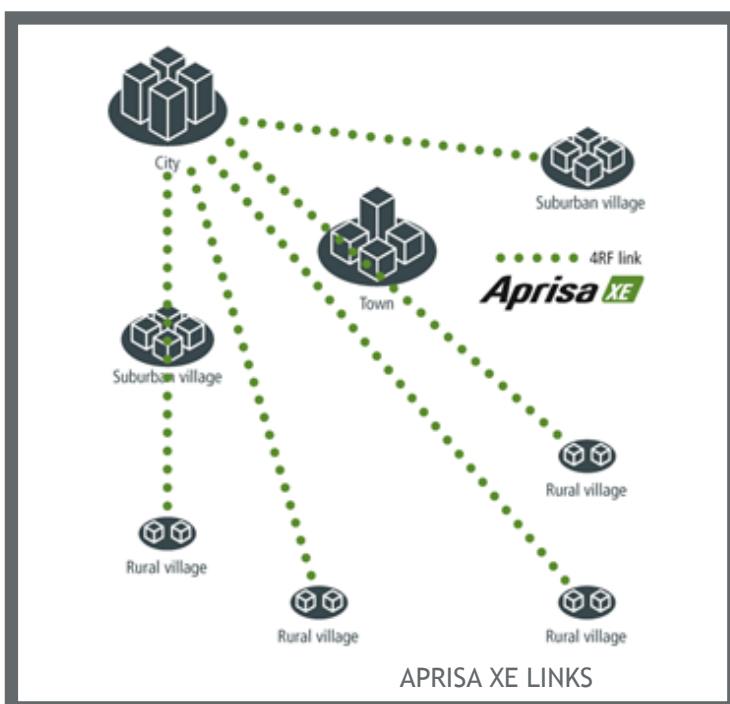 City
Suburban village
Town
4RF link
Aprisa XE
Suburban village
Rural village
Rural village
Rural village
Rural village
APRISA XE LINKS